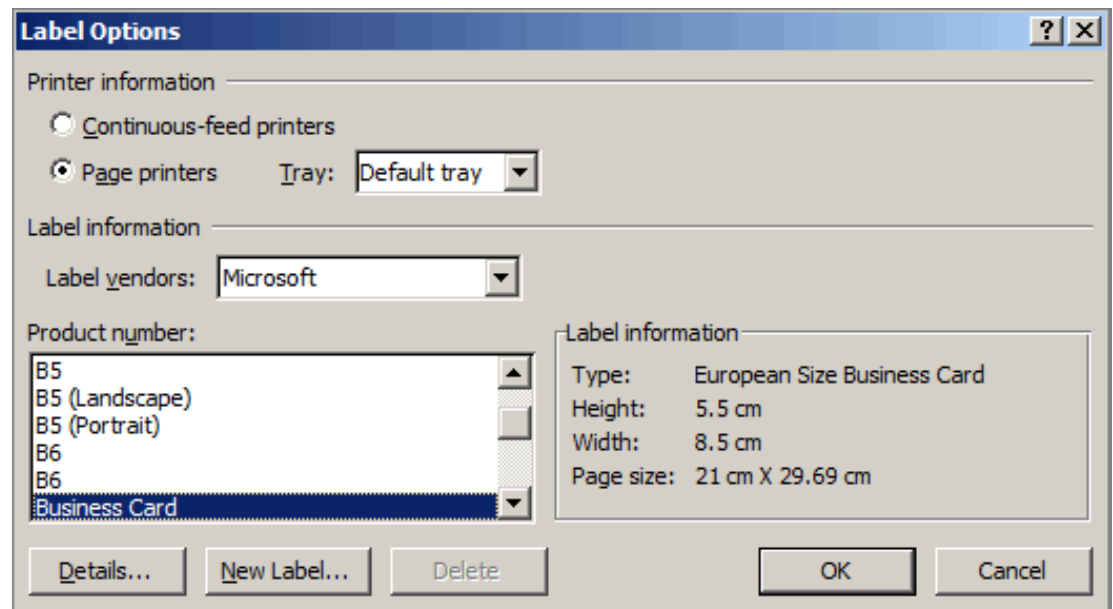 Label Options
Printer information
Continuous-feed printers
Page printers Tray: Default tray
Label information
Label vendors: Microsoft
Product number:
B5
B5 (Landscape)
B5 (Portrait)
B6
B6
Business Card
Label information
Type: European Size Business Card
Height: 5.5 cm
Width: 8.5 cm
Page size: 21 cm X 29.69 cm
Details... New Label... Delete OK Cancel